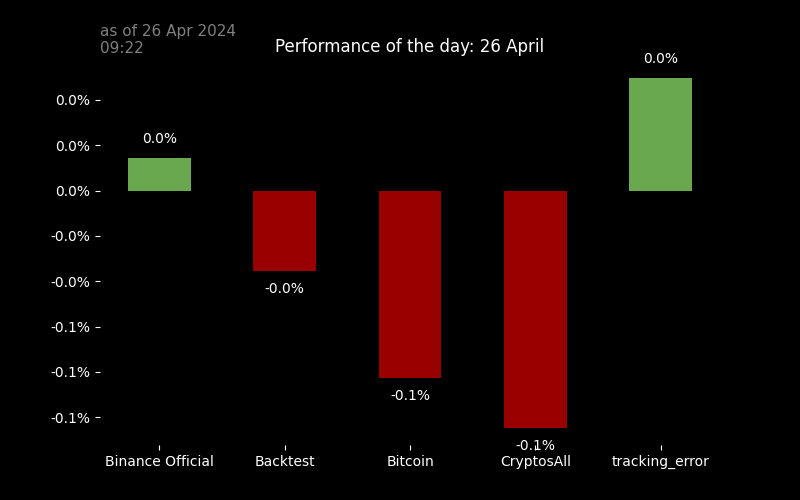 as of 26 Apr 2024
09:22
Performance of the day: 26 April
0.0%
0.0%
0.0%
-0.0%
-0.0%
-0.1%
-0.1%
-0.1%
0.0%
-0.0%
-0.1%
-0.1%
0.0%
Binance Official
Backtest
Bitcoin
CryptosAll
tracking_error